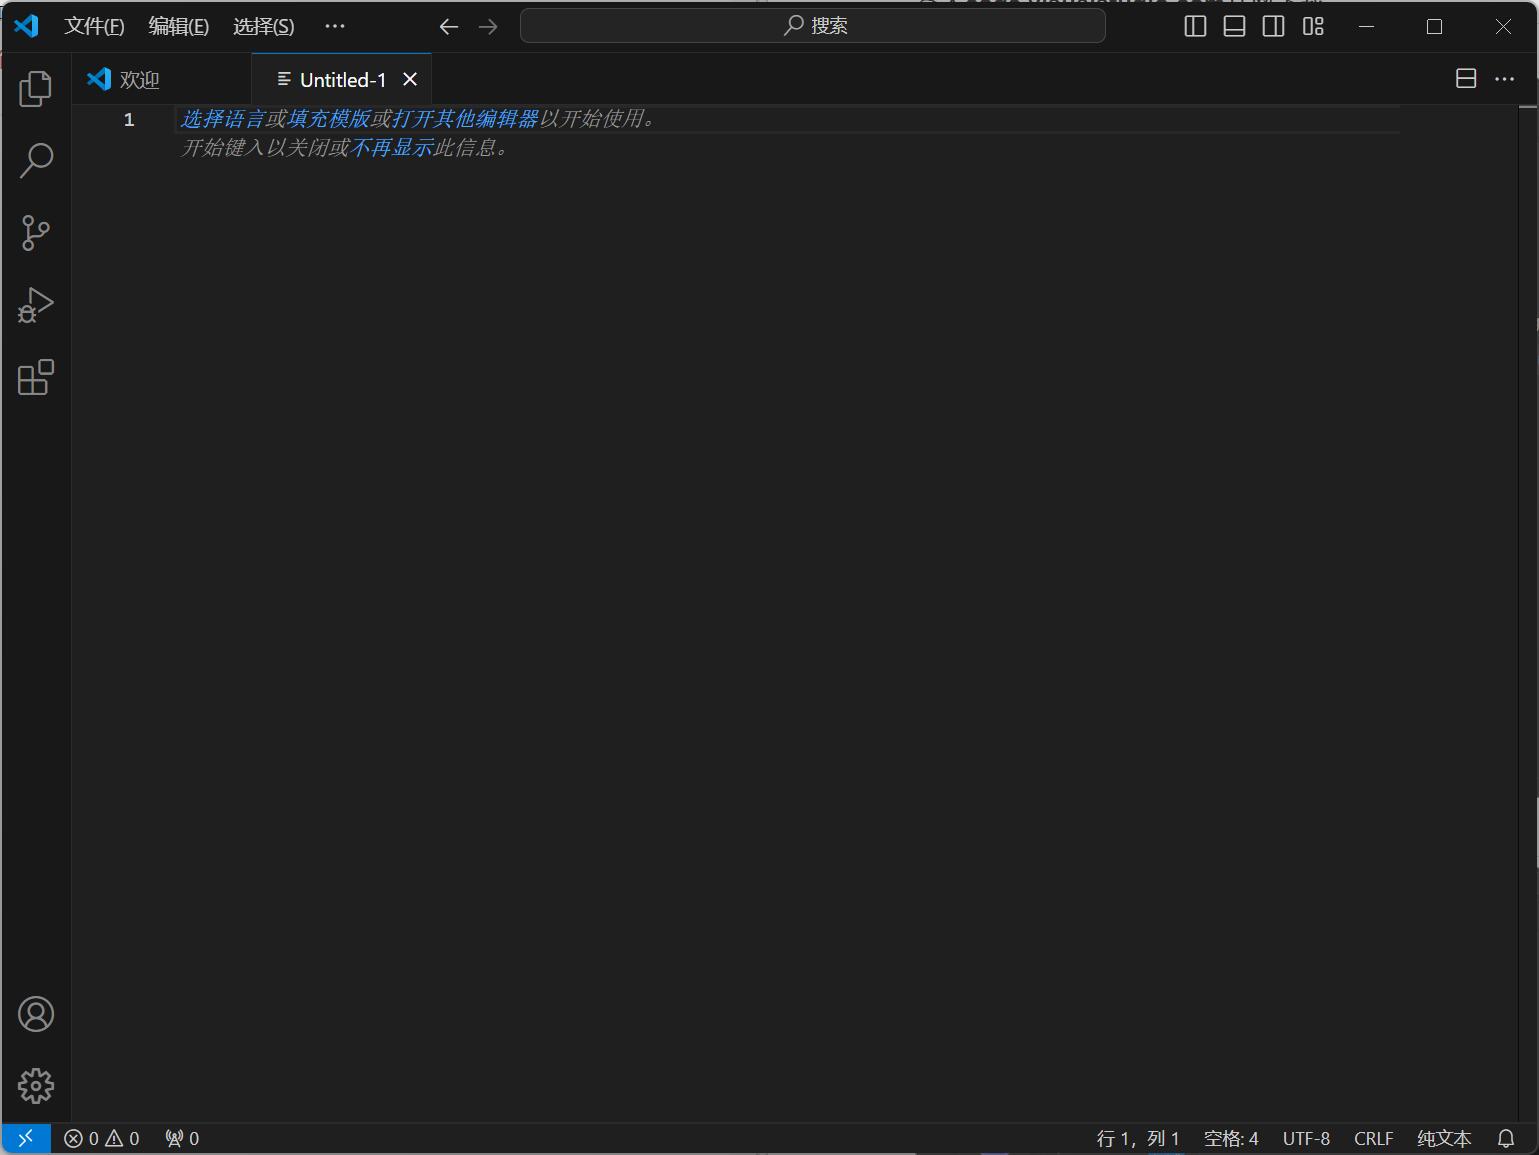 文件(F) 编辑(E) 选择(S) ··· 搜索
欢迎 Untitled-1
1 选择语言或填充模版或打开其他编辑器以开始使用。
开始键入以关闭或不再显示此信息。
0 0 0 行 1，列 1 空格: 4 UTF-8 CRLF 纯文本